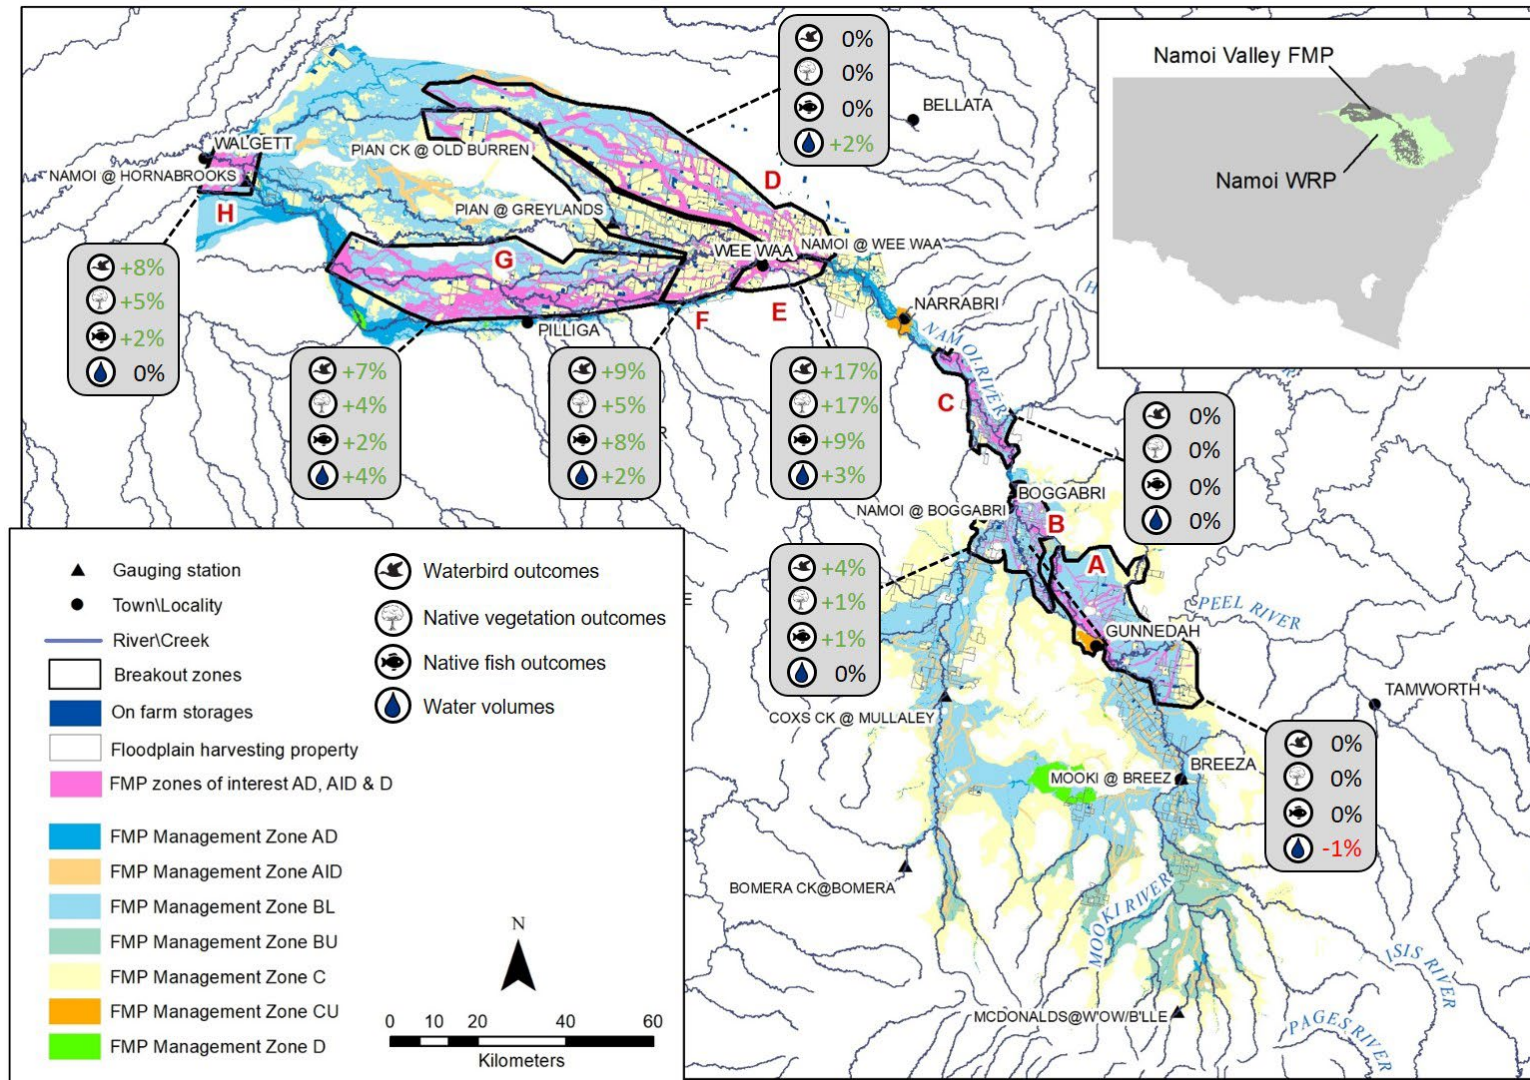 0%
0%
0%
+2%
BELLATA
Namoi Valley FMP
Namoi WRP
WALGETT
PIAN CK @ OLD BURREN
NAMOI @ HORNABROOKS
D
PIAN @ GREYLANDS
H
G
WEE WAA
NAMOI @ WEE WAA
+8%
+5%
+2%
0%
NARRABRI
E
F
PILLIGA
NAMOI RIVER
H
+7%
+4%
+2%
+4%
+9%
+5%
+8%
+2%
R
+17%
+17%
+9%
+3%
C
0%
0%
0%
0%
BOGGABRI
NAMOI @ BOGGABRI
B
A
+4%
+1%
+1%
0%
E
PEEL RIVER
GUNNEDAH
TAMWORTH
COXS CK @ MULLALEY
0%
0%
0%
-1%
MOOKI @ BREEZ
BREEZA
BOMERA CK@BOMERA
MOOKI RIVER
ISIS RIVER
MCDONALDS@W'OW/B'LLE
PAGES RIVER
Gauging station
Town\Locality
River\Creek
Breakout zones
On farm storages
Floodplain harvesting property
FMP zones of interest AD, AID & D
FMP Management Zone AD
FMP Management Zone AID
FMP Management Zone BL
FMP Management Zone BU
FMP Management Zone C
FMP Management Zone CU
FMP Management Zone D
Waterbird outcomes
Native vegetation outcomes
Native fish outcomes
Water volumes
N
0 10 20 40 60
Kilometers